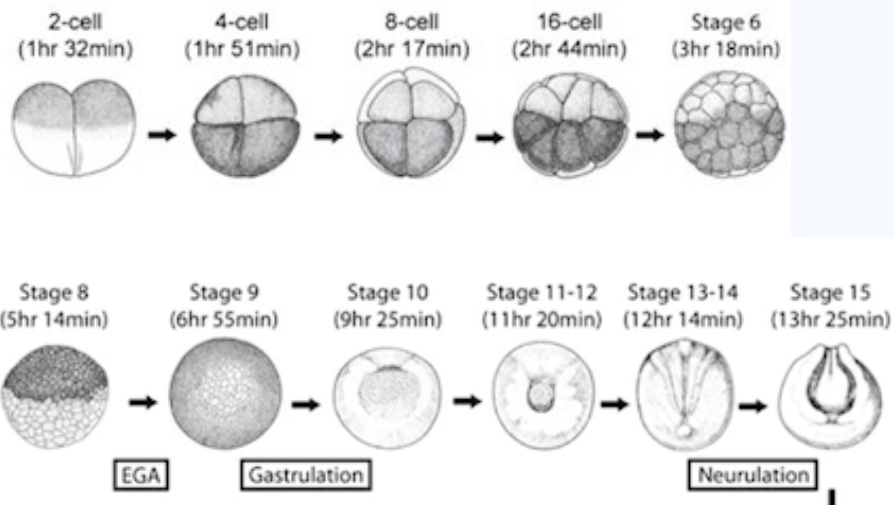 2-cell
(1hr 32min)
4-cell
(1hr 51min)
8-cell
(2hr 17min)
16-cell
(2hr 44min)
Stage 6
(3hr 18min)
Stage 8
(5hr 14min)
Stage 9
(6hr 55min)
Stage 10
(9hr 25min)
Stage 11-12
(11hr 20min)
Stage 13-14
(12hr 14min)
Stage 15
(13hr 25min)
EGA
Gastrulation
Neurulation